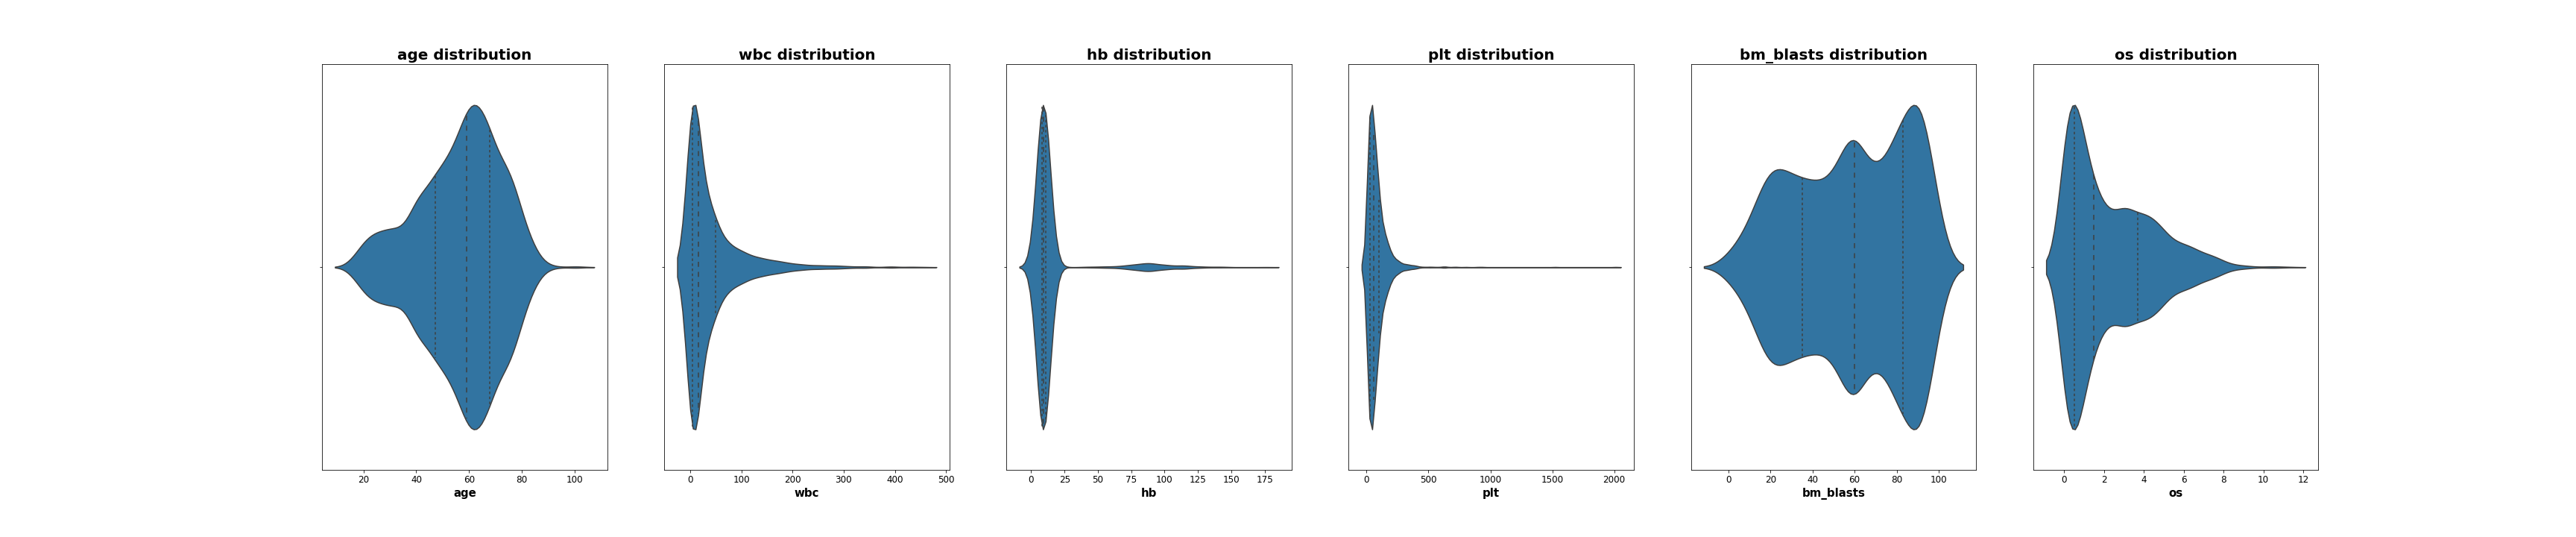 age distribution
wbc distribution
hb distribution
plt distribution
bm_blasts distribution
os distribution
20 40 60 80 100
0 100 200 300 400 500
0 25 50 75 100 125 150 175
0 500 1000 1500 2000
0 20 40 60 80 100
0 2 4 6 8 10 12
age
wbc
hb
plt
bm_blasts
os